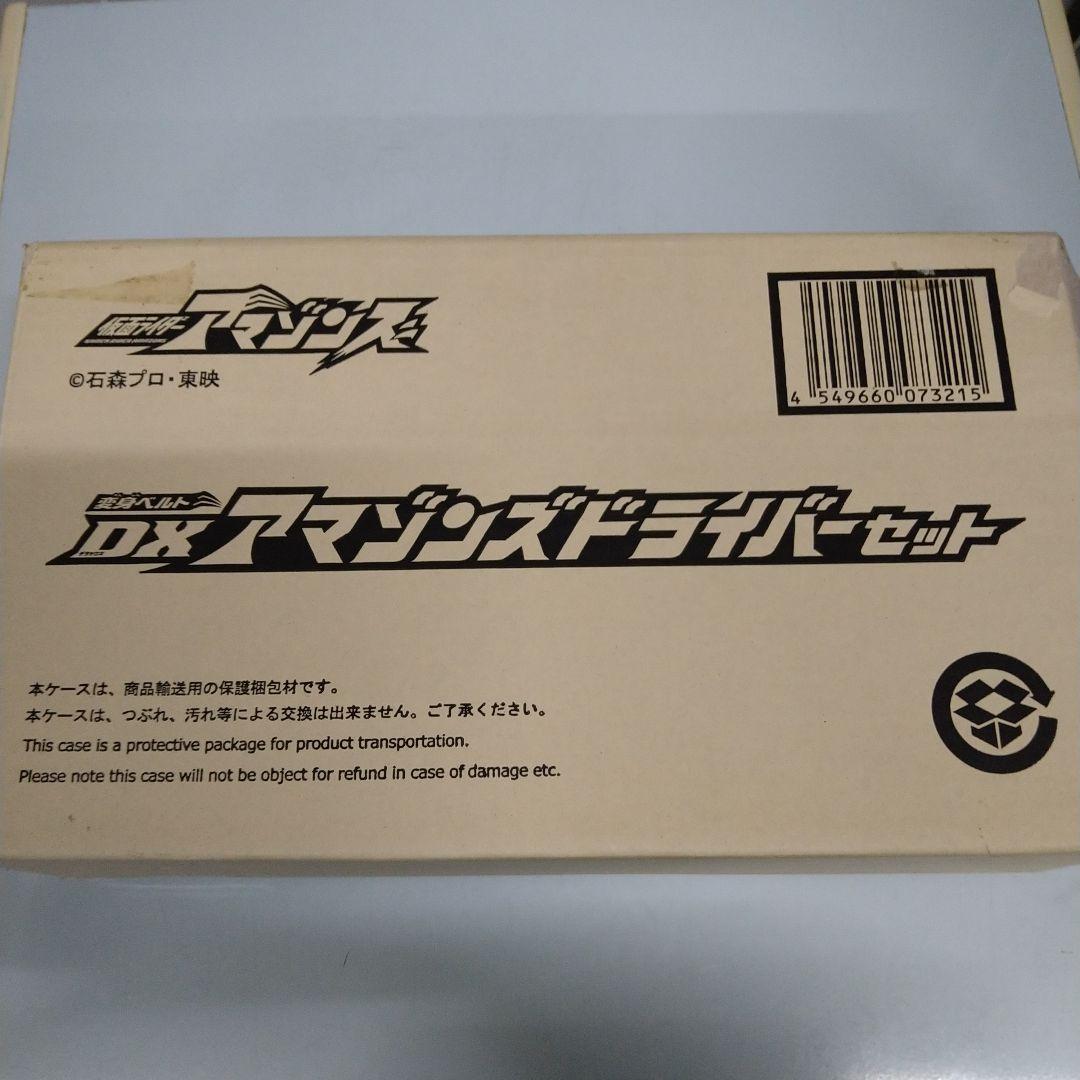 仮面ライダー
アマゾンズ
©石森プロ・東映
4 549660 073215
変身ベルト
DXアマゾンズドライバーセット
デラックス
本ケースは、商品輸送用の保護梱包材です。
本ケースは、つぶれ、汚れ等による交換は出来ません。ご了承ください。
This case is a protective package for product transportation.
Please note this case will not be object for refund in case of damage etc.